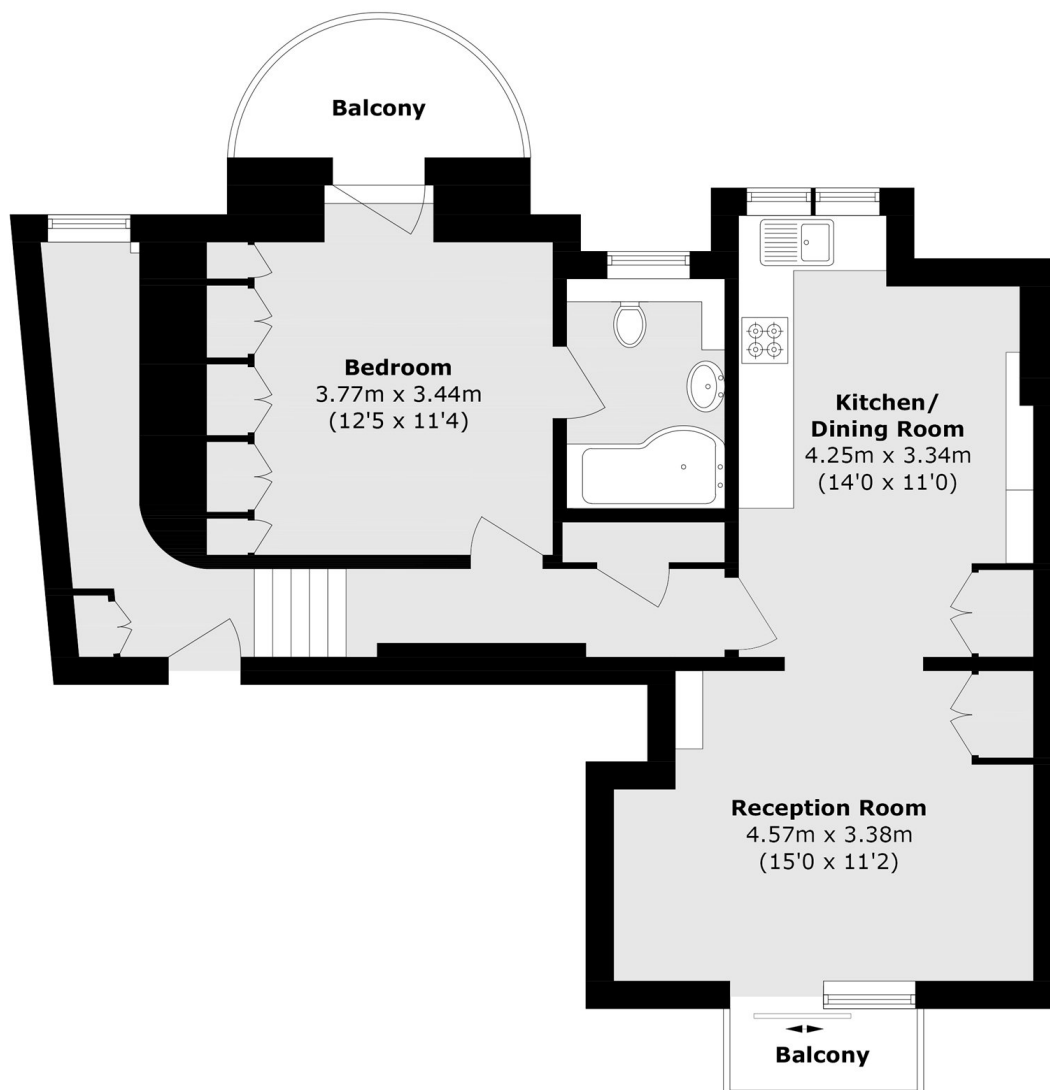 Balcony
Bedroom
3.77m x 3.44m
(12'5 x 11'4)
Kitchen/
Dining Room
4.25m x 3.34m
(14'0 x 11'0)
Reception Room
4.57m x 3.38m
(15'0 x 11'2)
Balcony